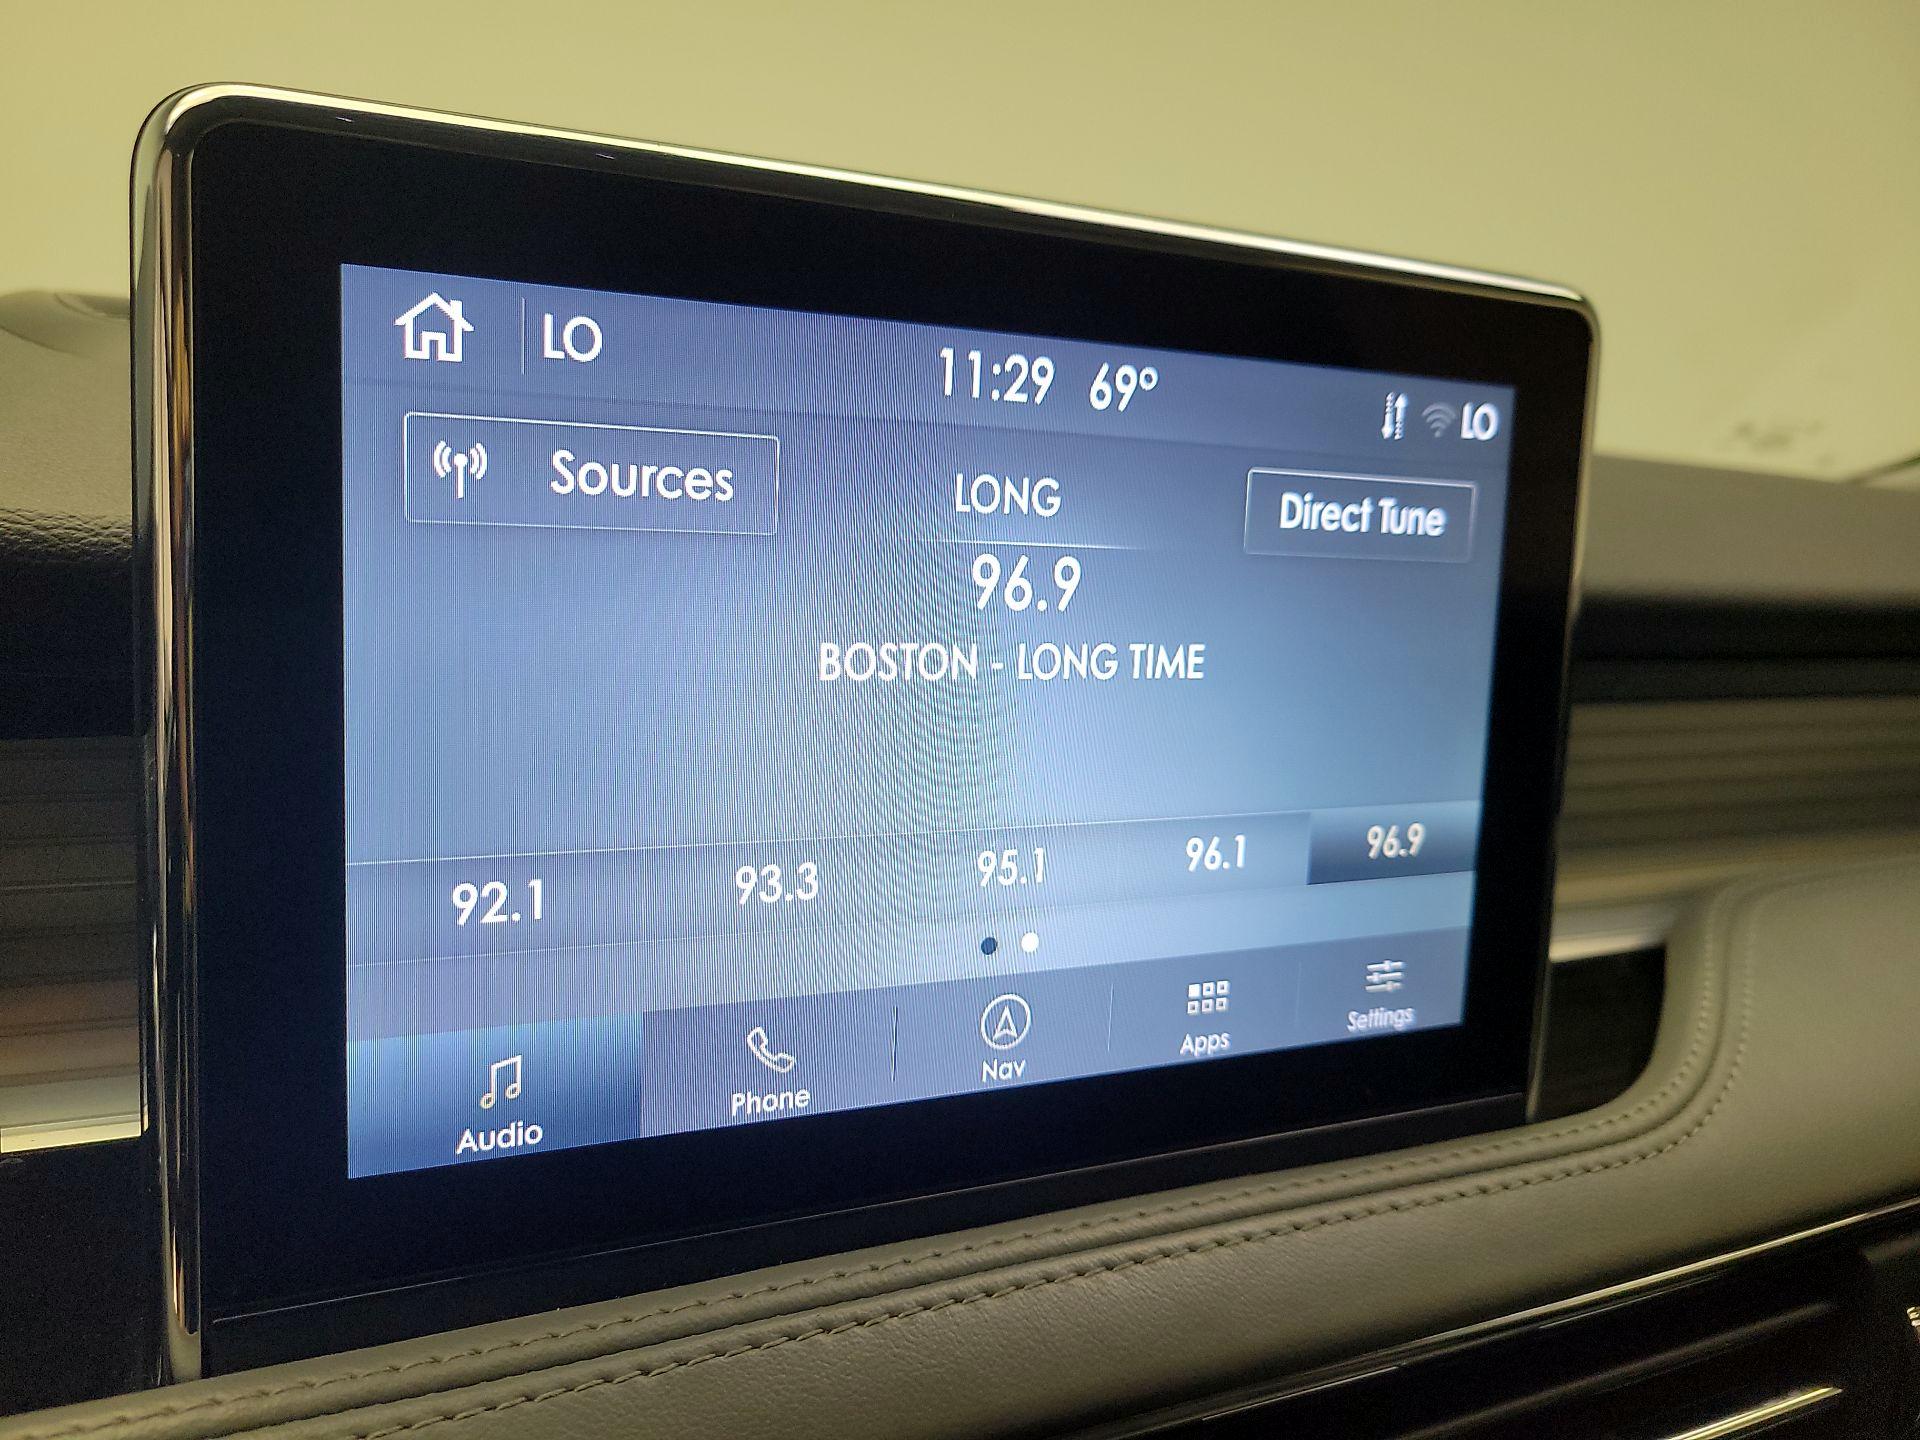 LO
11:29 69°
LO
Sources
LONG
Direct Tune
96.9
BOSTON - LONG TIME
92.1 93.3 95.1 96.1 96.9
Audio Phone Nav Apps Settings